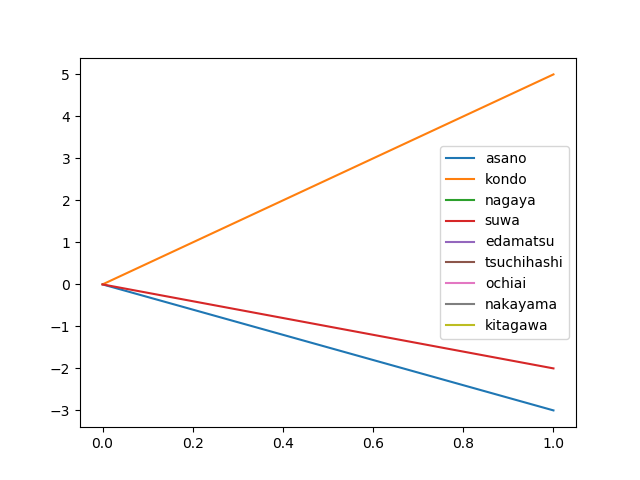 5
4
3
2
1
0
−1
−2
−3
asano
kondo
nagaya
suwa
edamatsu
tsuchihashi
ochiai
nakayama
kitagawa
0.0 0.2 0.4 0.6 0.8 1.0